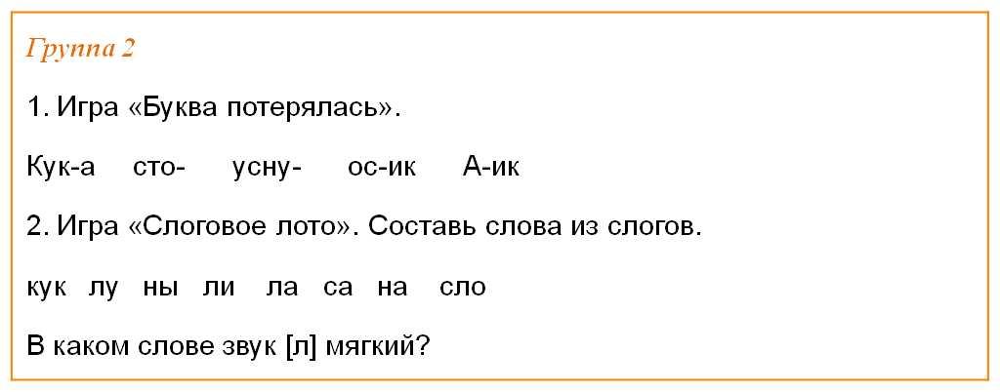 Группа 2
1. Игра «Буква потерялась».
Кук-а сто- усну- ос-ик А-ик
2. Игра «Слоговое лото». Составь слова из слогов.
кук лу ны ли ла са на сло
В каком слове звук [л] мягкий?